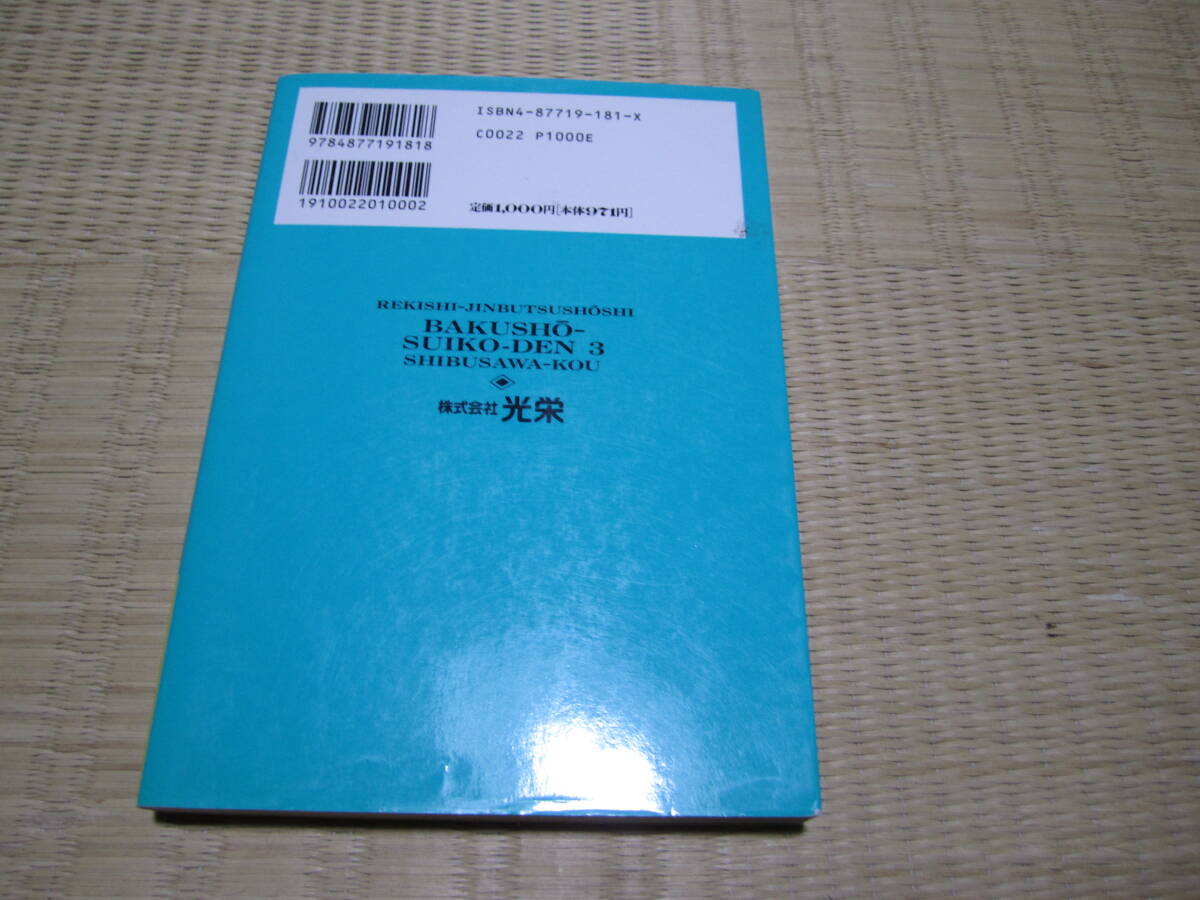 ISBN4-87719-181-X
9784877191818
C0022 P1000E
1910022010002
定価1,000円[本体971円]
REKISHI-JINBUTSUSHŌSHI
BAKUSHŌ-
SUIKO-DEN 3
SHIBUSAWA-KOU
株式会社 光栄